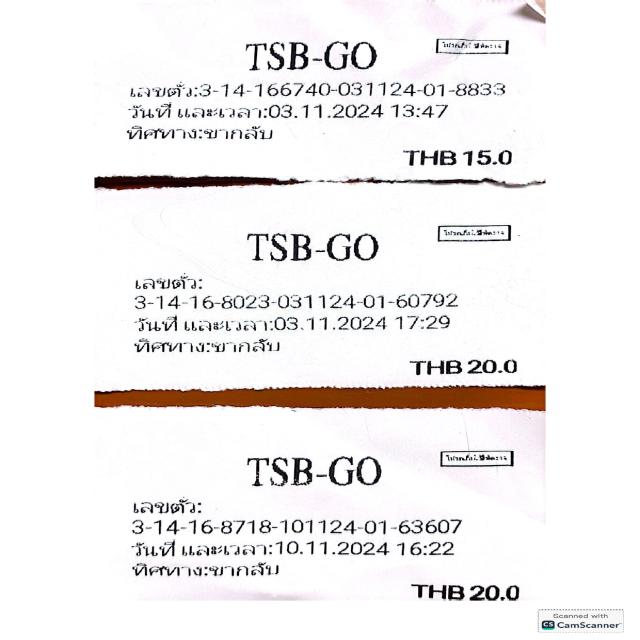 TSB-GO
เลขตั๋ว:3-14-166740-031124-01-8833
วันที่ และเวลา:03.11.2024 13:47
ทิศทาง:ขากลับ
THB 15.0
TSB-GO
เลขตั๋ว:
3-14-16-8023-031124-01-60792
วันที่ และเวลา:03.11.2024 17:29
ทิศทาง:ขากลับ
THB 20.0
TSB-GO
เลขตั๋ว:
3-14-16-8718-101124-01-63607
วันที่ และเวลา:10.11.2024 16:22
ทิศทาง:ขากลับ
THB 20.0
Scanned with
CS CamScanner